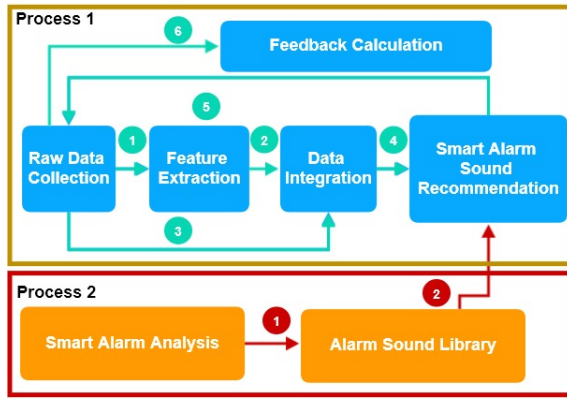 Process 1
6
Feedback Calculation
5
Raw Data
Collection
1
Feature
Extraction
2
Data
Integration
4
Smart Alarm
Sound
Recommendation
3
Process 2
2
Smart Alarm Analysis
1
Alarm Sound Library